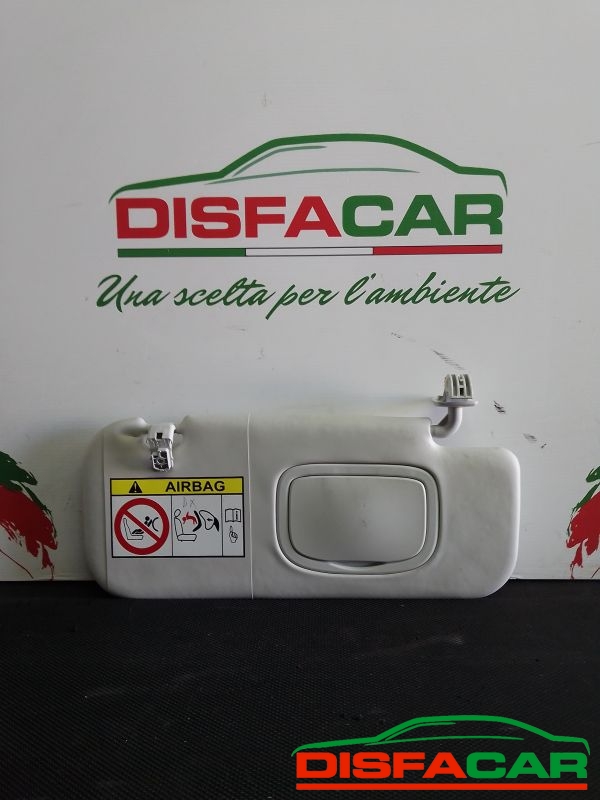 DISFACAR
Una scelta per l'ambiente
AIRBAG
DISFACAR